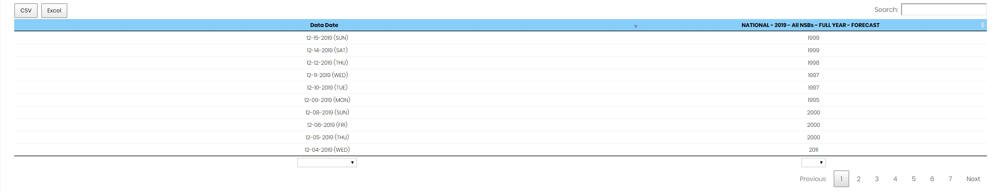 CSV Excel Search:
Data Date NATIONAL - 2019 - All NSBs - FULL YEAR - FORECAST
12-15-2019 (SUN) 1999
12-14-2019 (SAT) 1999
12-12-2019 (THU) 1998
12-11-2019 (WED) 1997
12-10-2019 (TUE) 1997
12-09-2019 (MON) 1995
12-08-2019 (SUN) 2000
12-06-2019 (FRI) 2000
12-05-2019 (THU) 2000
12-04-2019 (WED) 2011
Previous 1 2 3 4 5 6 7 Next